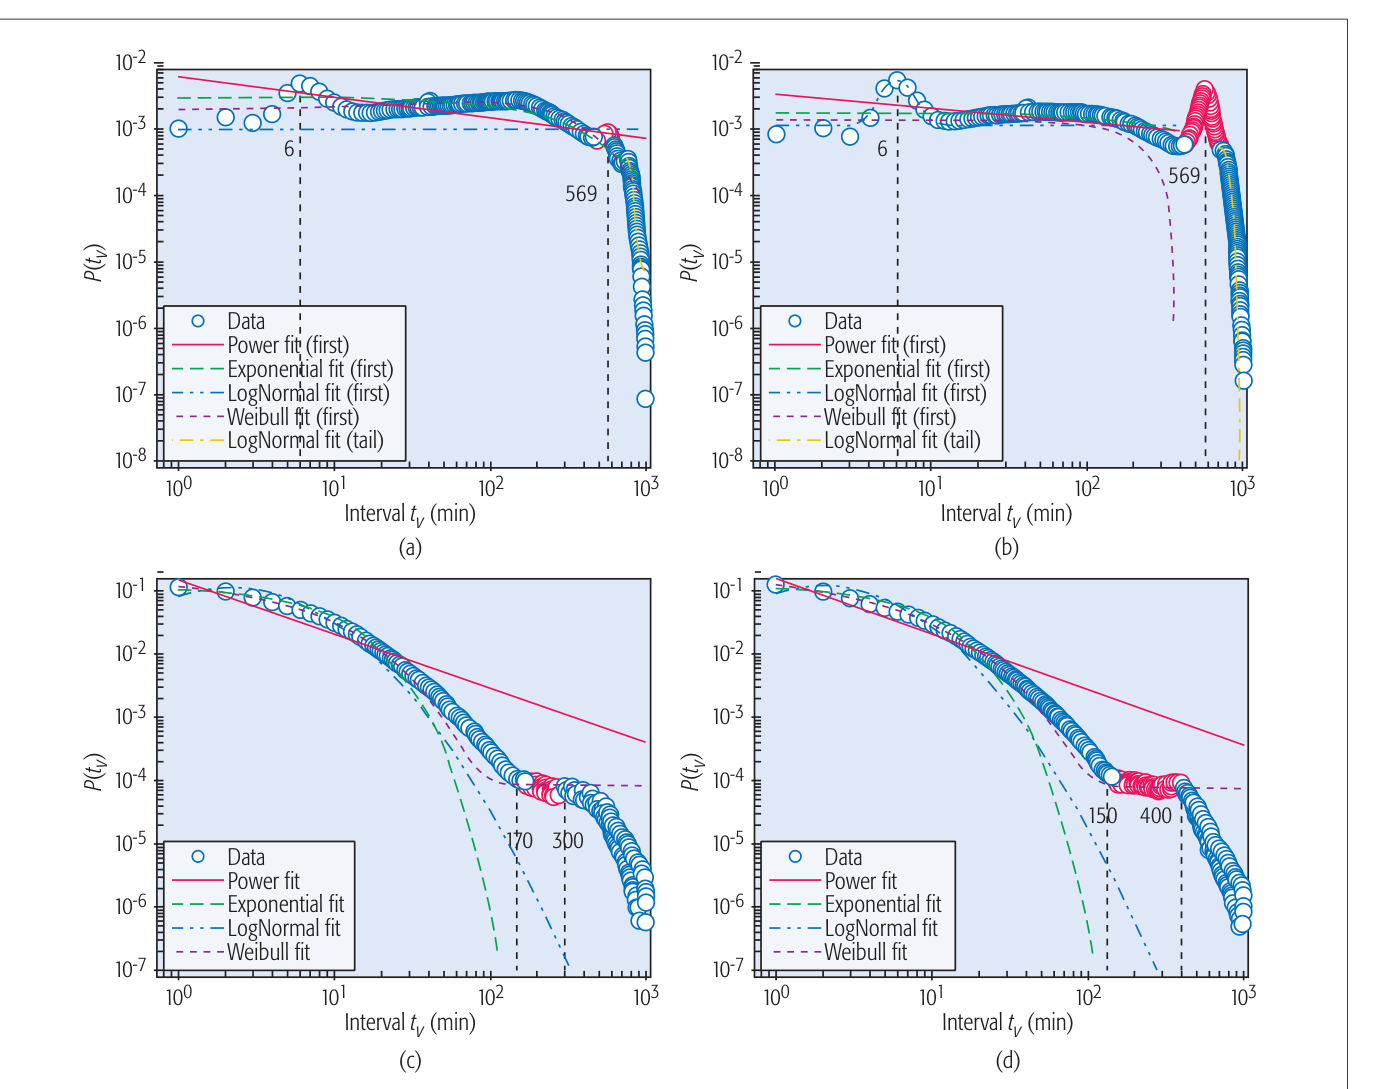 10-2
10-3
10-4
10-5
10-6
10-7
10-8
P(tv)
6
569
Data
Power fit (first)
Exponential fit (first)
LogNormal fit (first)
Weibull fit (first)
LogNormal fit (tail)
100 101 102 103
Interval tv (min)
(a)
10-2
10-3
10-4
10-5
10-6
10-7
10-8
P(tv)
6
569
Data
Power fit (first)
Exponential fit (first)
LogNormal fit (first)
Weibull fit (first)
LogNormal fit (tail)
100 101 102 103
Interval tv (min)
(b)
10-1
10-2
10-3
10-4
10-5
10-6
10-7
P(tv)
170 300
Data
Power fit
Exponential fit
LogNormal fit
Weibull fit
100 101 102 103
Interval tv (min)
(c)
10-1
10-2
10-3
10-4
10-5
10-6
10-7
P(tv)
150 400
Data
Power fit
Exponential fit
LogNormal fit
Weibull fit
100 101 102 103
Interval tv (min)
(d)